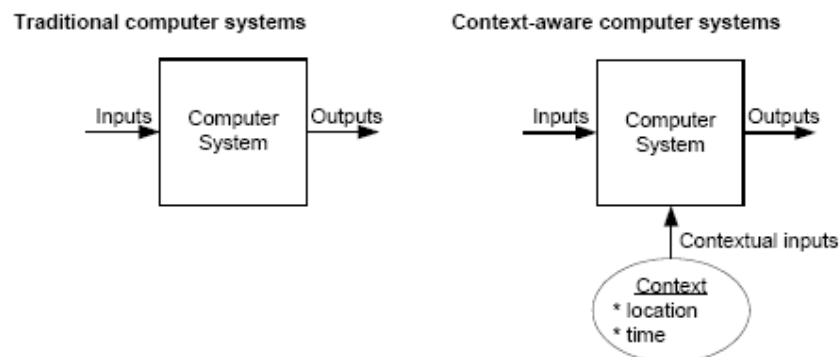 Traditional computer systems
Inputs
Computer
System
Outputs
Context-aware computer systems
Inputs
Computer
System
Outputs
Contextual inputs
Context
* location
* time